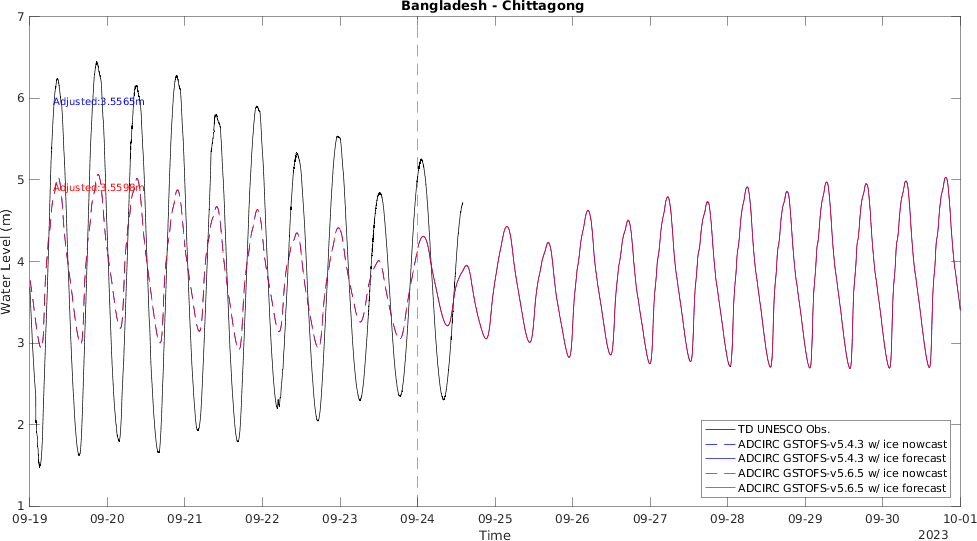 Bangladesh - Chittagong
7
6
5
4
3
2
1
Water Level (m)
Adjusted:3.5565m
Adjusted:3.5598m
TD UNESCO Obs.
ADCIRC GSTOFS-v5.4.3 w/ ice nowcast
ADCIRC GSTOFS-v5.4.3 w/ ice forecast
ADCIRC GSTOFS-v5.6.5 w/ ice nowcast
ADCIRC GSTOFS-v5.6.5 w/ ice forecast
09-19 09-20 09-21 09-22 09-23 09-24 09-25 09-26 09-27 09-28 09-29 09-30 10-01
Time
2023